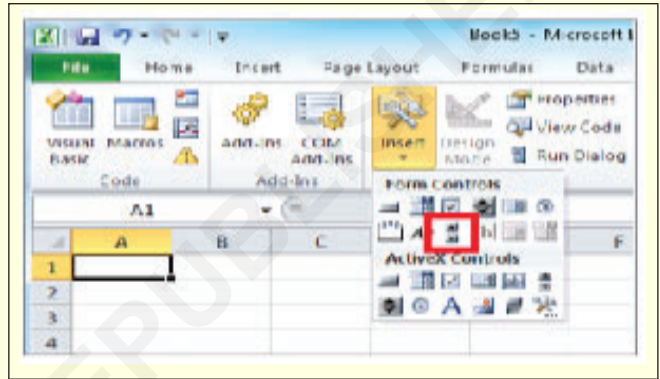 Book5 - Microsoft
File Home Insert Page Layout Formulas Data
Visual Basic Macros Add-Ins COM Add-Ins Insert Design Mode Properties View Code Run Dialog
Code Add-Ins
Form Controls
A1
ActiveX Controls
A B C F
1
2
3
4